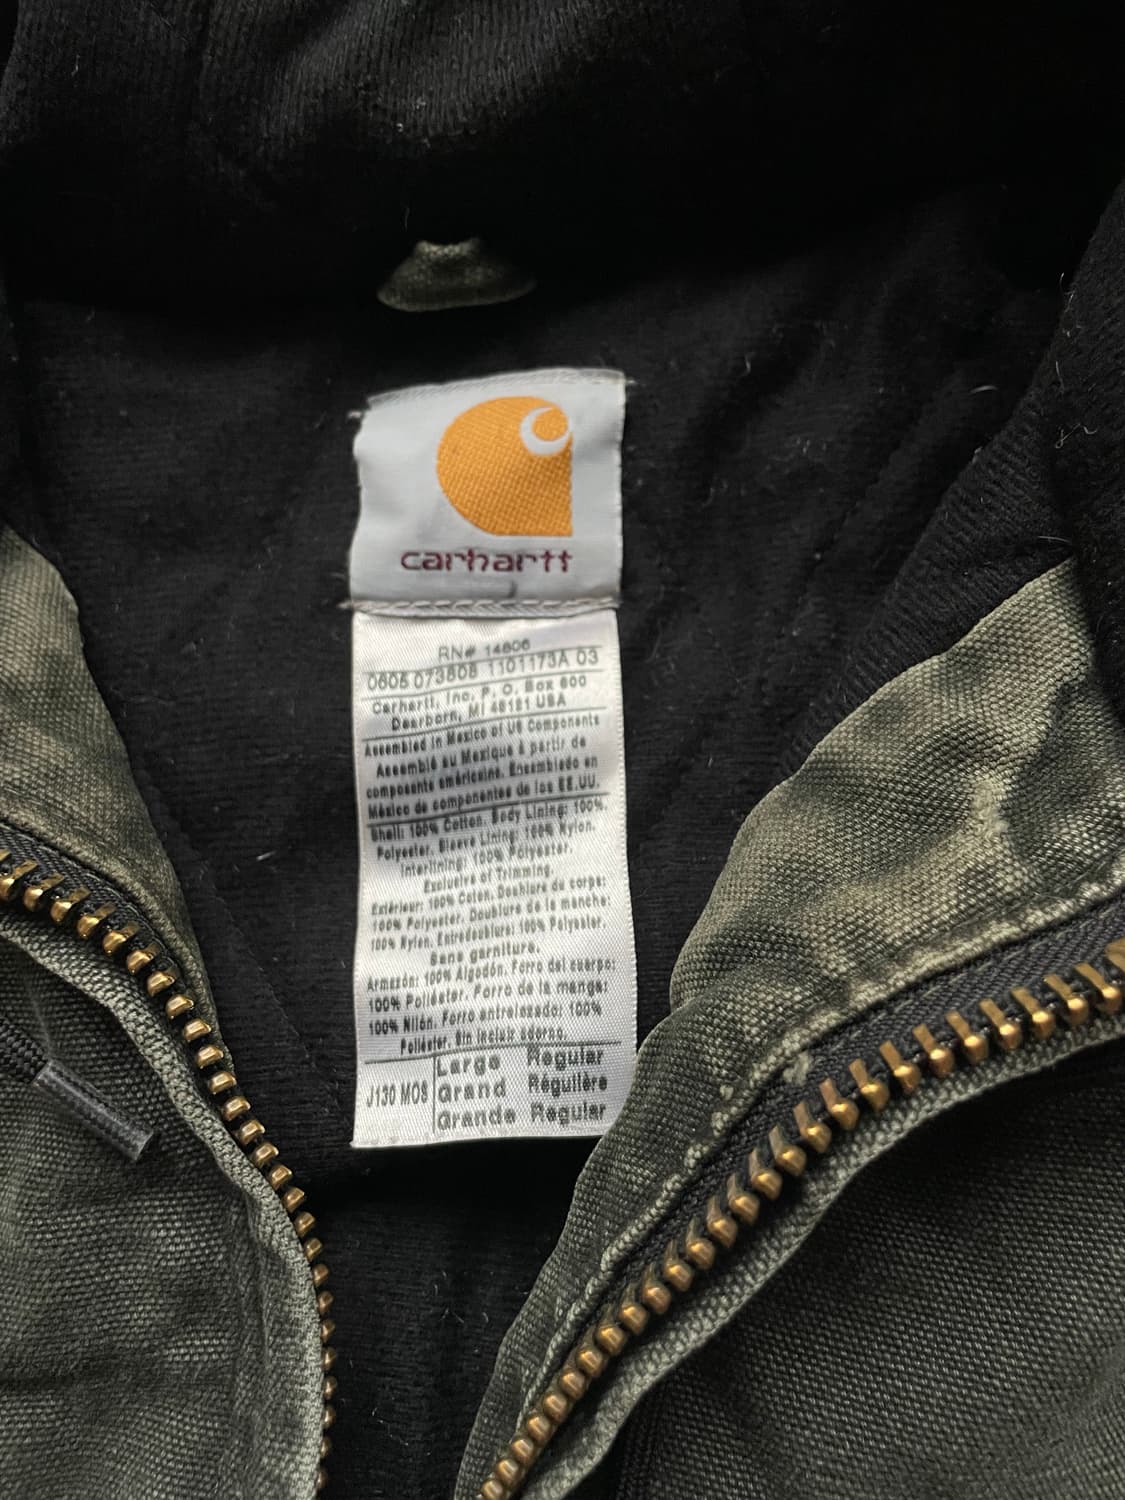 carhartt
RN# 14806
0605 073808 1101173A 03
Carhartt, Inc. P. O. Box 600
Dearborn, MI 48121 USA
Assembled in Mexico of US Components
Assemblé au Mexique à partir de
composants américains. Ensamblado en
México de componentes de los EE.UU.
Shell: 100% Cotton. Body Lining: 100%
Polyester. Sleeve Lining: 100% Nylon.
Interlining: 100% Polyester.
Exclusive of Trimming.
Extérieur: 100% Coton. Doublure du corps:
100% Polyester. Doublure de la manche:
100% Nylon. Entredoublure: 100% Polyester.
Sans garniture.
Armazón: 100% Algodón. Forro del cuerpo:
100% Poliéster. Forro de la manga:
100% Nilón. Forro entrelazado: 100%
Poliéster. Sin incluir adorno.
J130 MOS
Large Regular
Grand Régulière
Grande Regular